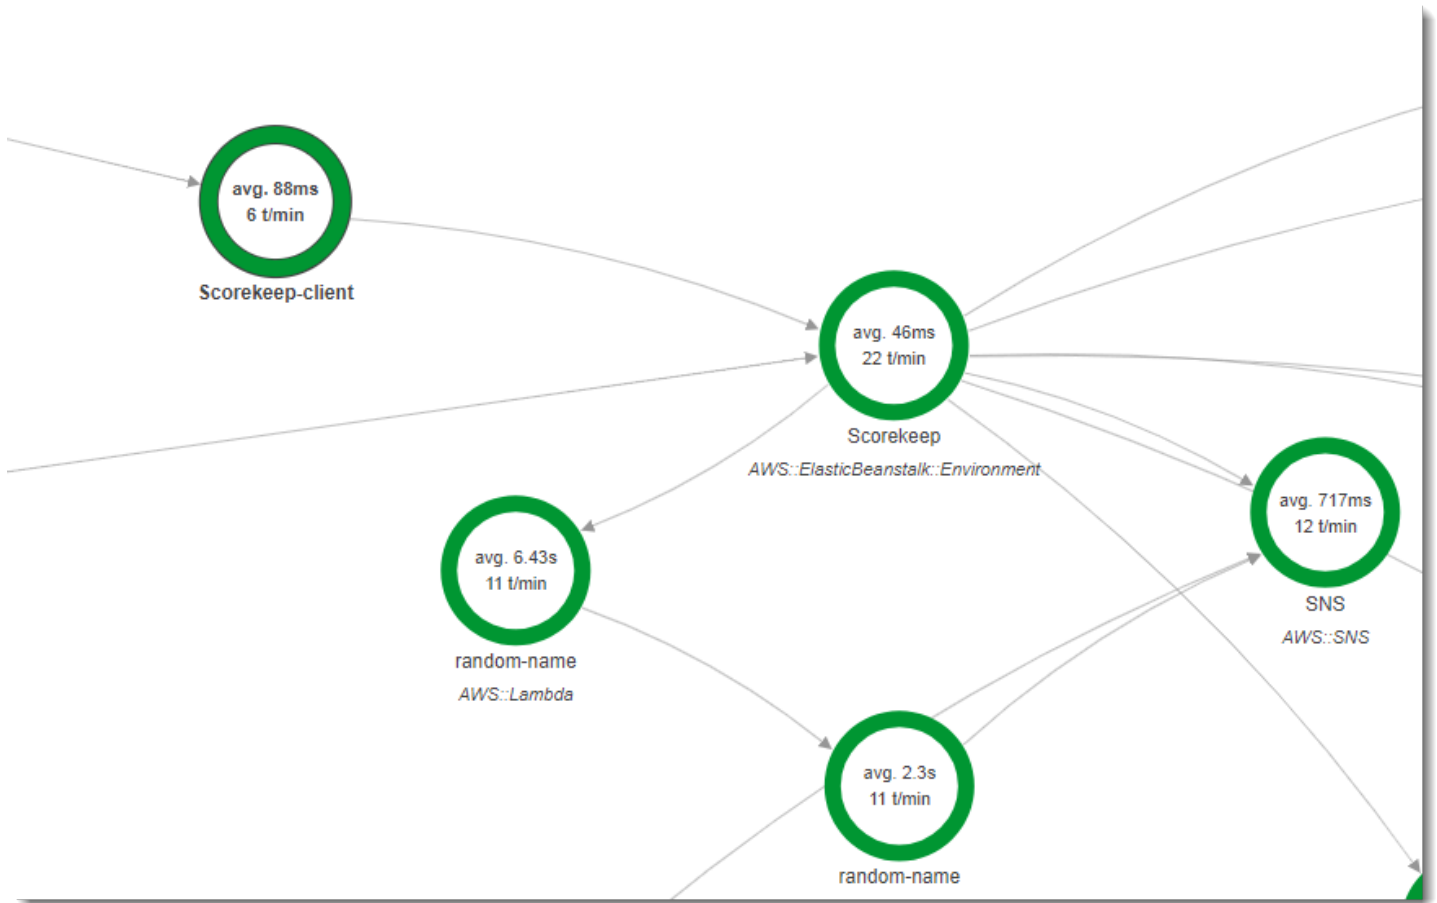 avg. 88ms
6 t/min
Scorekeep-client
avg. 46ms
22 t/min
Scorekeep
AWS::ElasticBeanstalk::Environment
avg. 717ms
12 t/min
SNS
AWS::SNS
avg. 6.43s
11 t/min
random-name
AWS::Lambda
avg. 2.3s
11 t/min
random-name